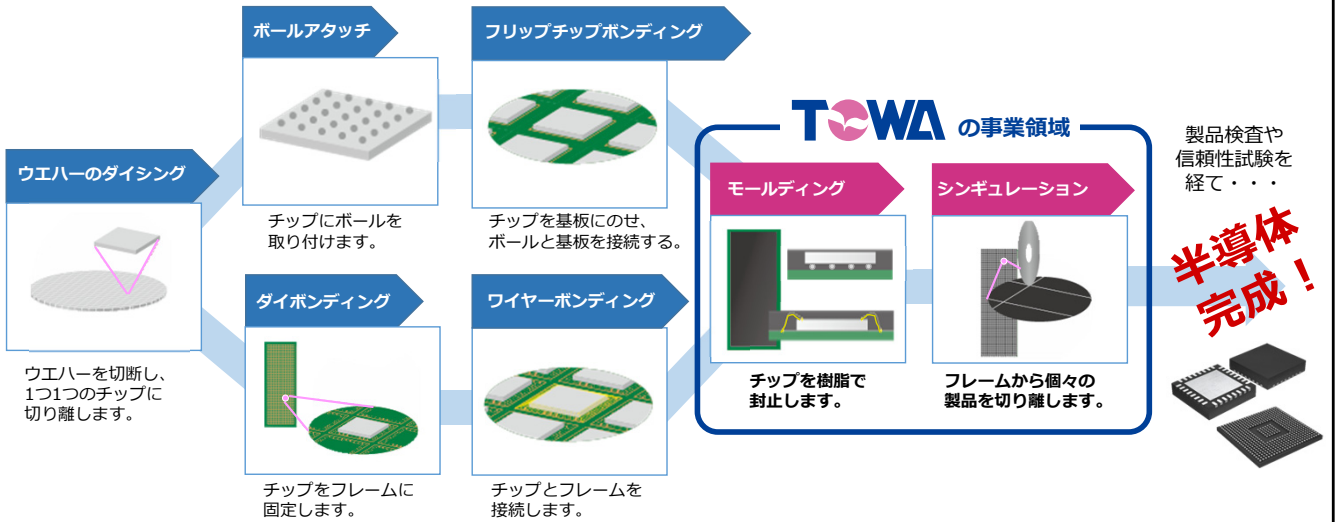 ウエハーのダイシング
ウエハーを切断し、
1つ1つのチップに
切り離します。
ボールアタッチ
チップにボールを
取り付けます。
フリップチップボンディング
チップを基板にのせ、
ボールと基板を接続する。
ダイボンディング
チップをフレームに
固定します。
ワイヤーボンディング
チップとフレームを
接続します。
TOWA の事業領域
モールディング
チップを樹脂で
封止します。
シンギュレーション
フレームから個々の
製品を切り離します。
製品検査や
信頼性試験を
経て・・・
半導体
完成！